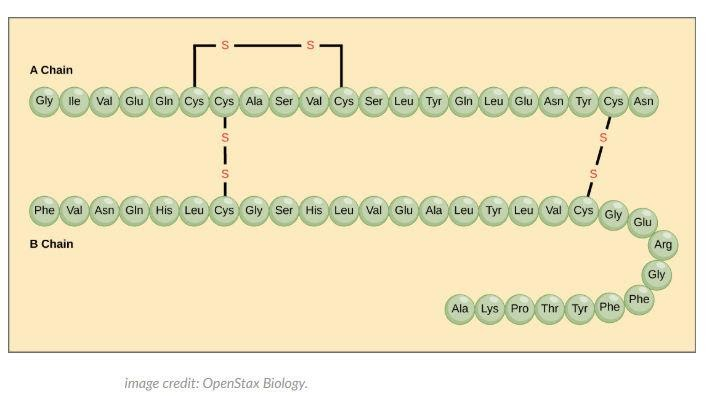 S S
A Chain
Gly Ile Val Glu Gln Cys Cys Ala Ser Val Cys Ser Leu Tyr Gln Leu Glu Asn Tyr Cys Asn
S S
S S
Phe Val Asn Gln His Leu Cys Gly Ser His Leu Val Glu Ala Leu Tyr Leu Val Cys Gly Glu
B Chain
Arg
Gly
Ala Lys Pro Thr Tyr Phe Phe
image credit: OpenStax Biology.